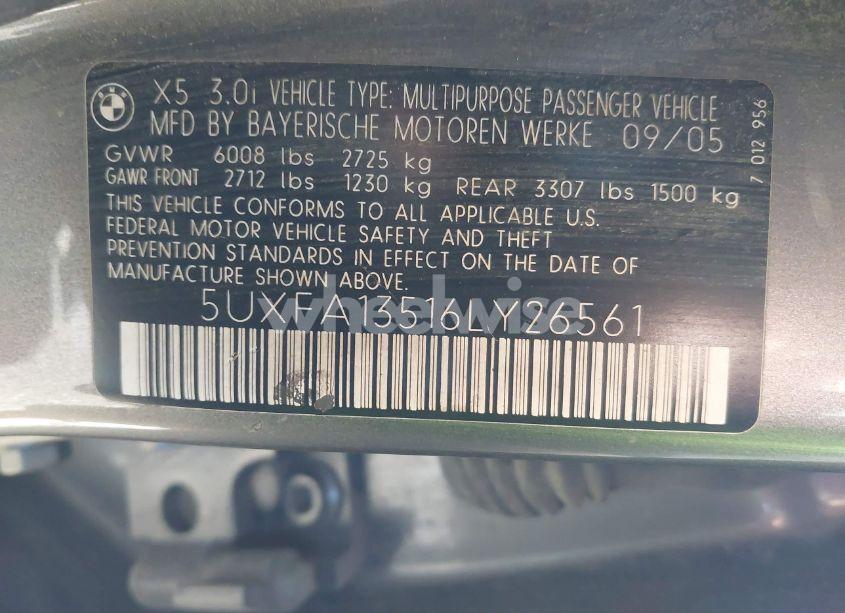 X5 3.0i VEHICLE TYPE: MULTIPURPOSE PASSENGER VEHICLE
MFD BY BAYERISCHE MOTOREN WERKE 09/05
GVWR 6008 lbs 2725 kg
GAWR FRONT 2712 lbs 1230 kg REAR 3307 lbs 1500 kg
THIS VEHICLE CONFORMS TO ALL APPLICABLE U.S.
FEDERAL MOTOR VEHICLE SAFETY AND THEFT
PREVENTION STANDARDS IN EFFECT ON THE DATE OF
MANUFACTURE SHOWN ABOVE.
5UXFA13516LY26561
wheelwise
7 012 956
BMW